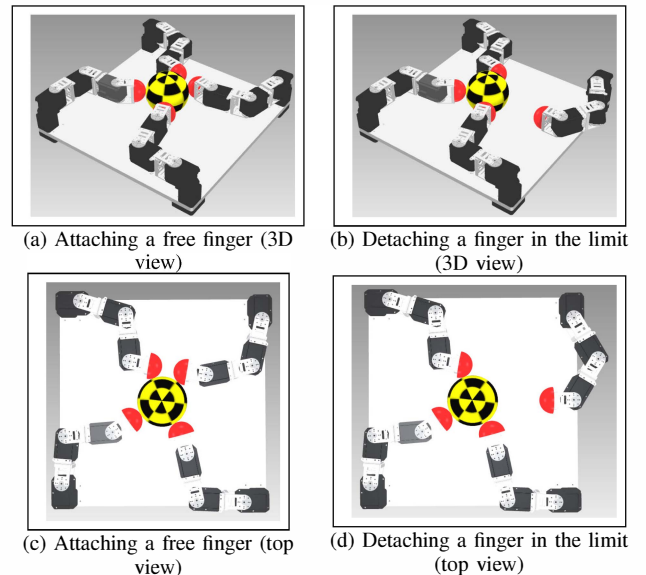 (a) Attaching a free finger (3D
view)
(b) Detaching a finger in the limit
(3D view)
(c) Attaching a free finger (top
view)
(d) Detaching a finger in the limit
(top view)